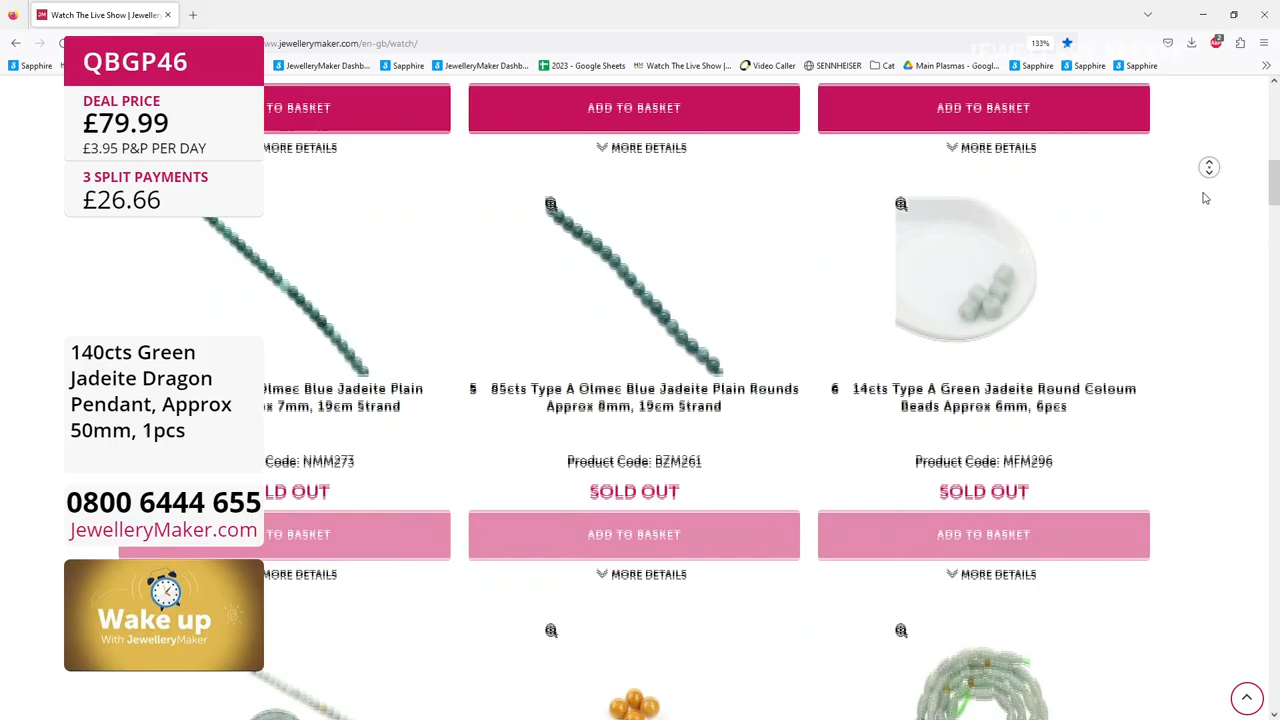 Watch The Live Show | Jeweller
ww.jewellerymaker.com/en-gb/watch/
133%
2
Sapphire
JewelleryMaker Dashb...
Sapphire
JewelleryMaker Dashb...
2023 - Google Sheets
Watch The Live Show |...
Video Caller
SENNHEISER
Cat
Main Plasmas - Googl...
Sapphire
Sapphire
Sapphire
QBGP46
DEAL PRICE
£79.99
£3.95 P&P PER DAY
3 SPLIT PAYMENTS
£26.66
TO BASKET
ADD TO BASKET
ADD TO BASKET
MORE DETAILS
MORE DETAILS
MORE DETAILS
140cts Green
Jadeite Dragon
Pendant, Approx
50mm, 1pcs
Olmec Blue Jadeite Plain
x 7mm, 19cm Strand
5 85cts Type A Olmec Blue Jadeite Plain Rounds
Approx 8mm, 19cm Strand
6 14cts Type A Green Jadeite Round Coloum
Beads Approx 6mm, 6pcs
Code: NMM273
Product Code: BZM261
Product Code: MFM296
LD OUT
SOLD OUT
SOLD OUT
TO BASKET
ADD TO BASKET
ADD TO BASKET
MORE DETAILS
MORE DETAILS
MORE DETAILS
0800 6444 655
JewelleryMaker.com
Wake up
With JewelleryMaker